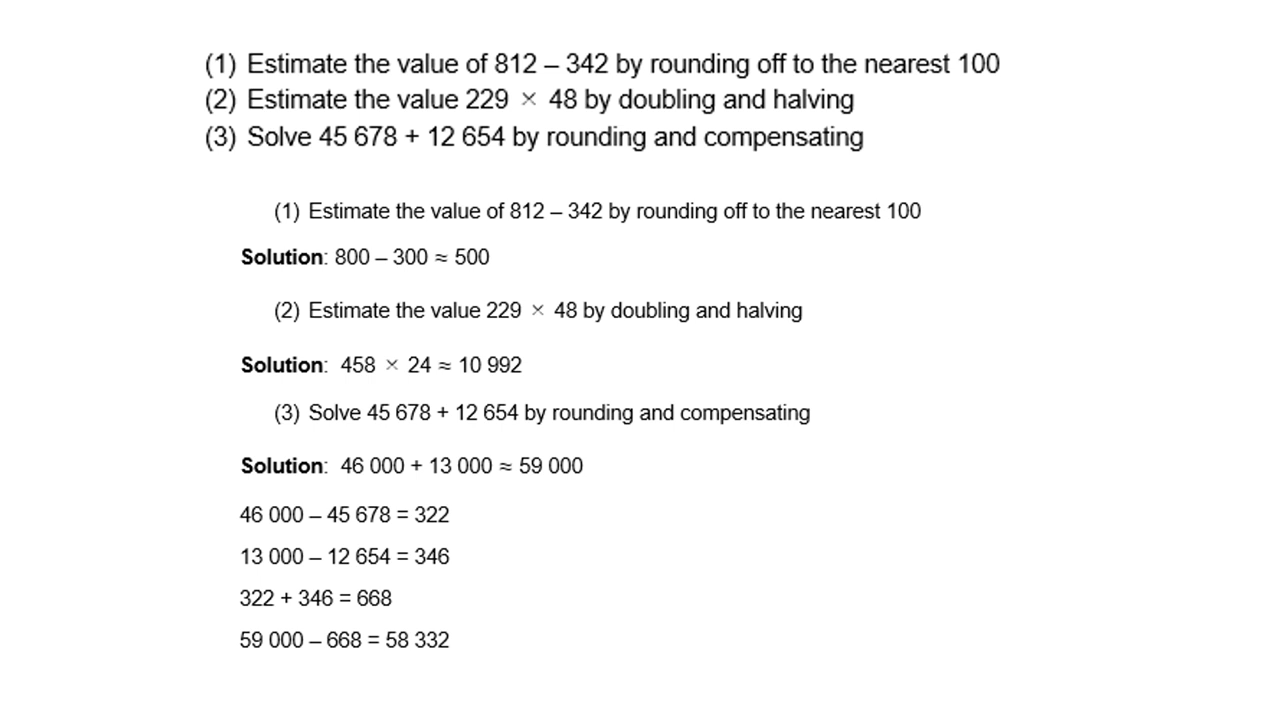 (1) Estimate the value of 812 – 342 by rounding off to the nearest 100
(2) Estimate the value 229 × 48 by doubling and halving
(3) Solve 45 678 + 12 654 by rounding and compensating
(1) Estimate the value of 812 – 342 by rounding off to the nearest 100
Solution: 800 – 300 ≈ 500
(2) Estimate the value 229 × 48 by doubling and halving
Solution: 458 × 24 ≈ 10 992
(3) Solve 45 678 + 12 654 by rounding and compensating
Solution: 46 000 + 13 000 ≈ 59 000
46 000 – 45 678 = 322
13 000 – 12 654 = 346
322 + 346 = 668
59 000 – 668 = 58 332